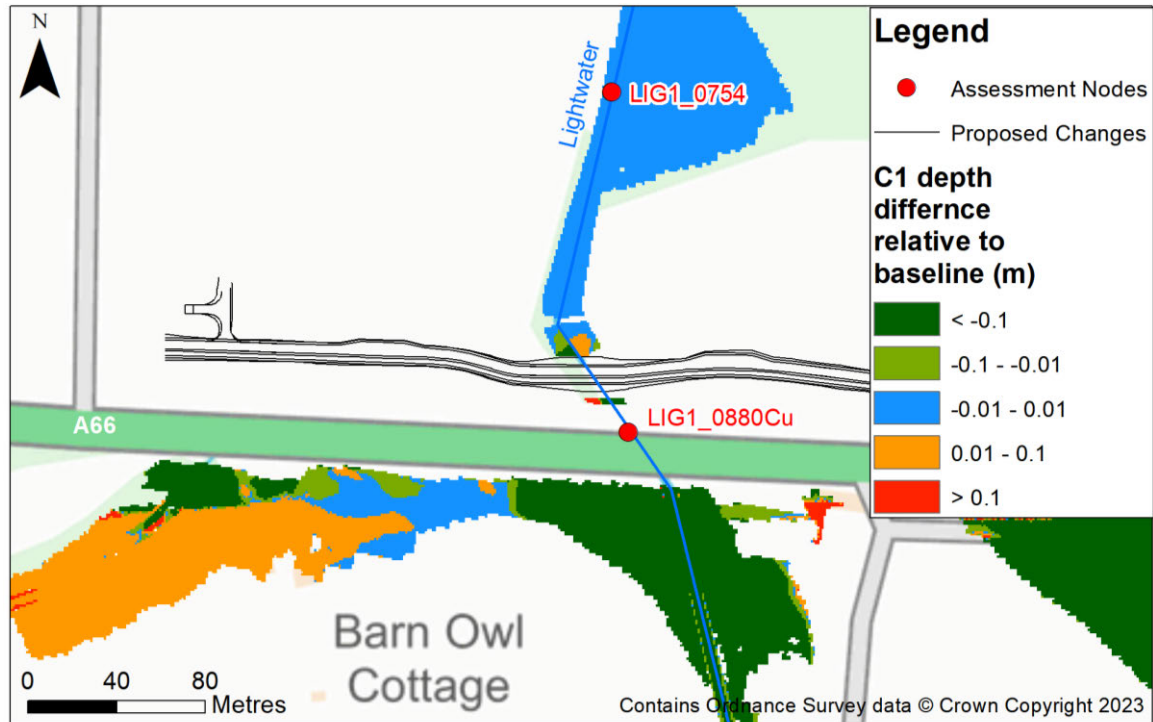 N
Lightwater
LIG1_0754
LIG1_0880Cu
A66
Barn Owl
Cottage
0 40 80
Metres
Legend
Assessment Nodes
Proposed Changes
C1 depth
differnce
relative to
baseline (m)
< -0.1
-0.1 - -0.01
-0.01 - 0.01
0.01 - 0.1
> 0.1
Contains Ordnance Survey data © Crown Copyright 2023